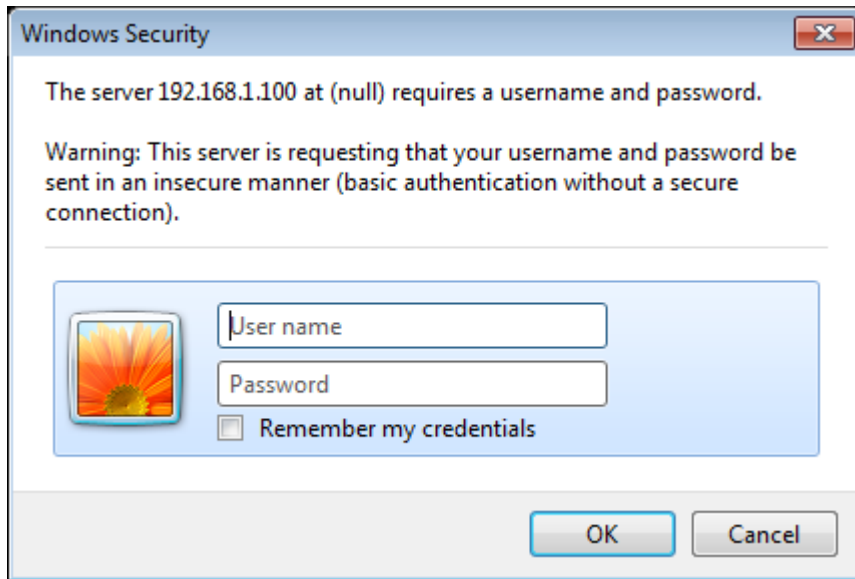 Windows Security
The server 192.168.1.100 at (null) requires a username and password.
Warning: This server is requesting that your username and password be
sent in an insecure manner (basic authentication without a secure
connection).
User name
Password
Remember my credentials
OK
Cancel